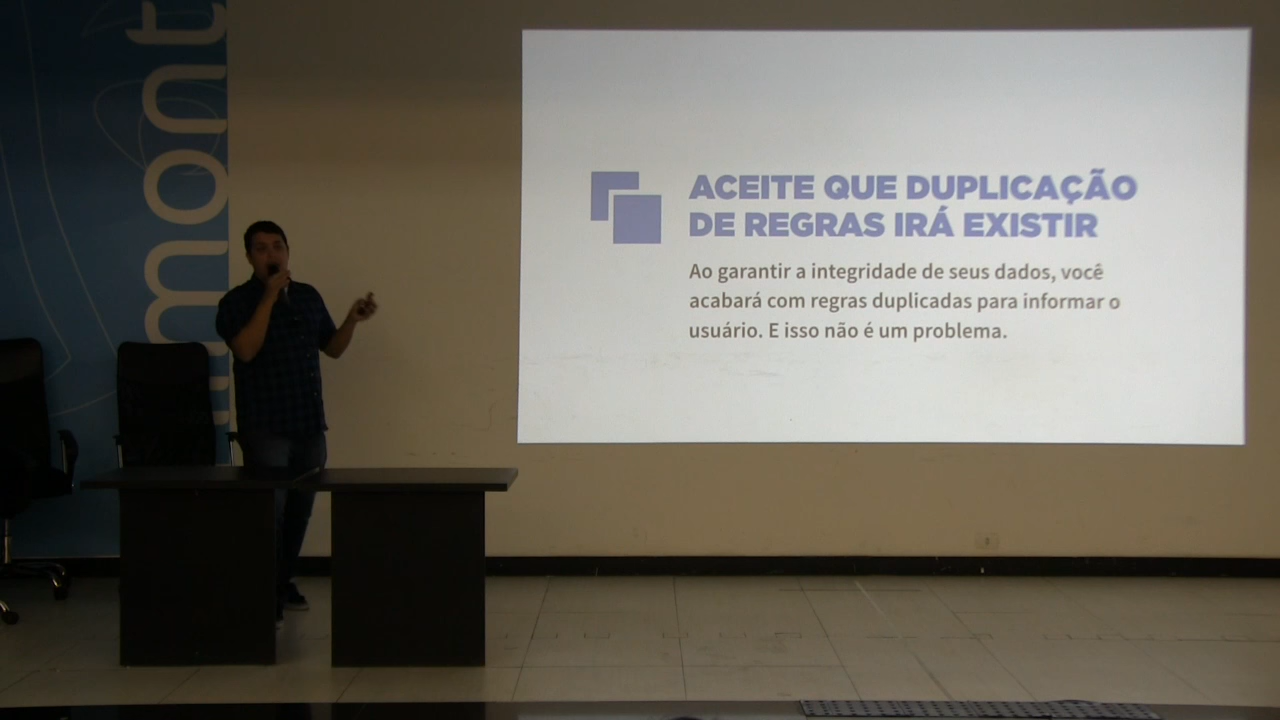 mont
ACEITE QUE DUPLICAÇÃO
DE REGRAS IRÁ EXISTIR
Ao garantir a integridade de seus dados, você
acabará com regras duplicadas para informar o
usuário. E isso não é um problema.